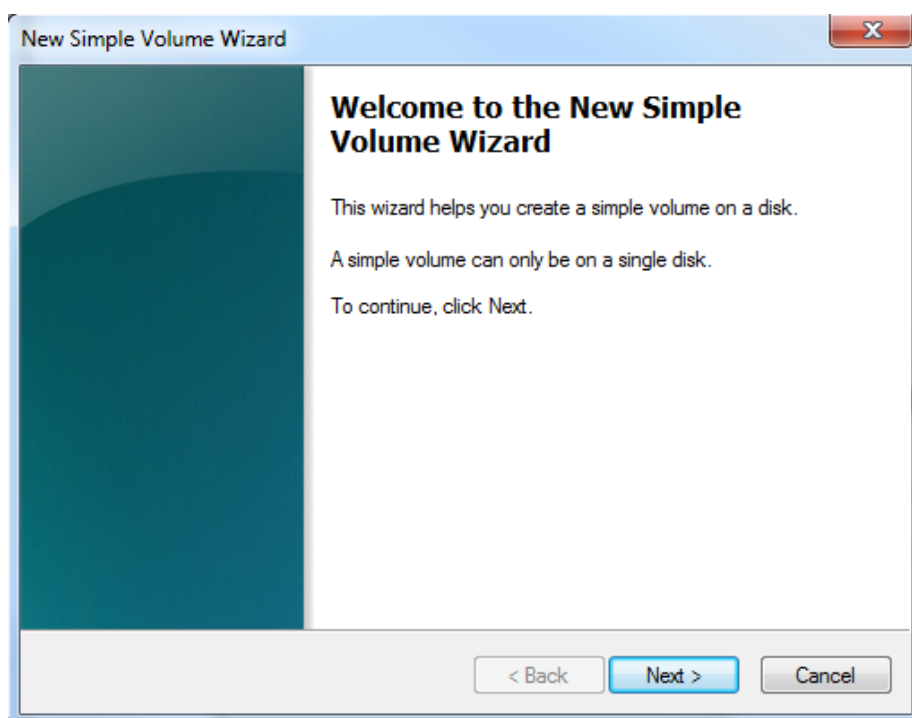 New Simple Volume Wizard
X
Welcome to the New Simple
Volume Wizard
This wizard helps you create a simple volume on a disk.
A simple volume can only be on a single disk.
To continue, click Next.
< Back Next > Cancel